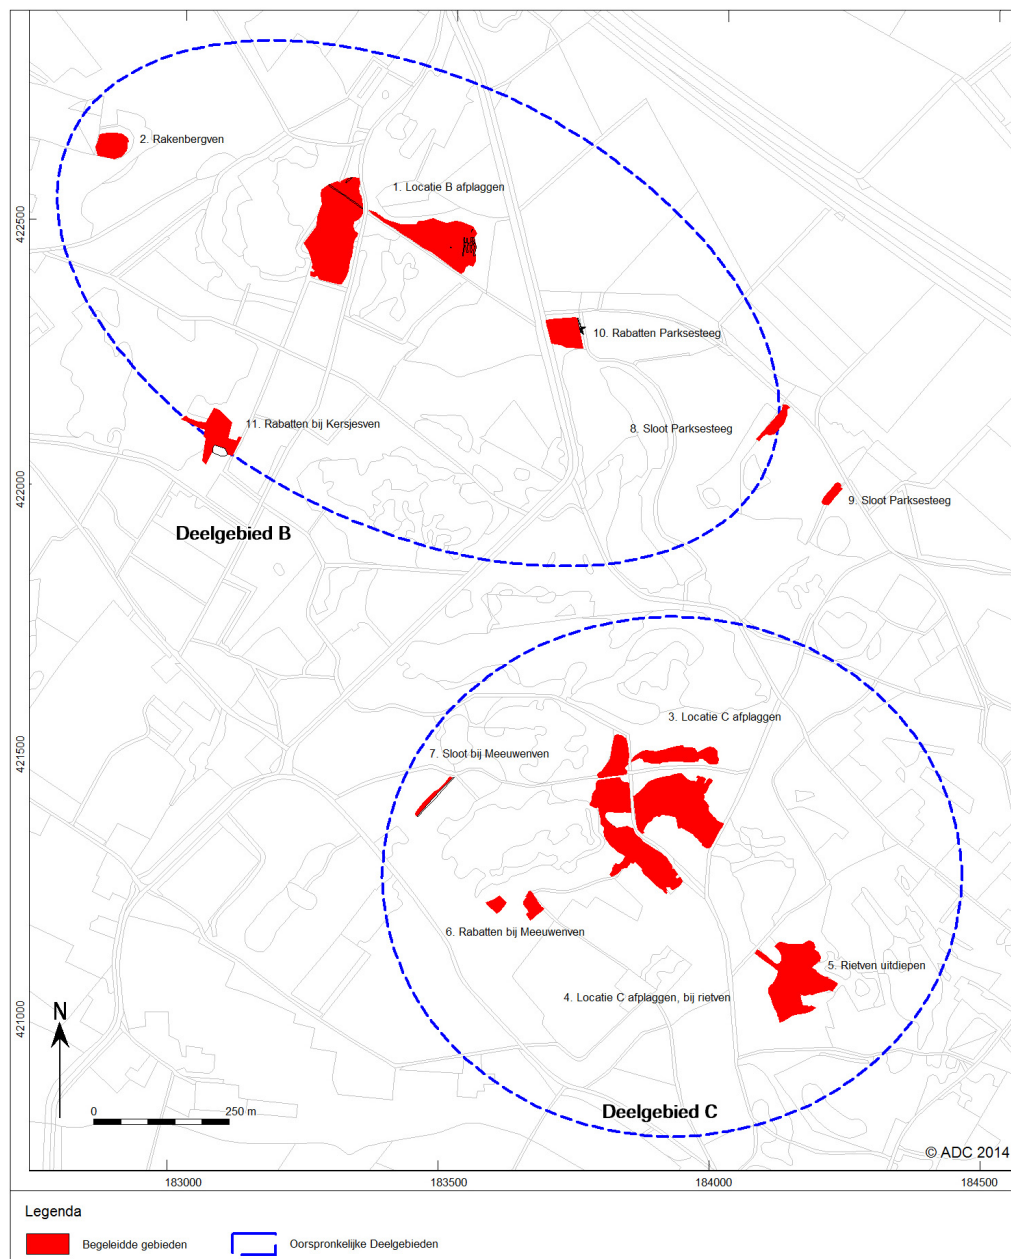 2. Rakenbergven
1. Locatie B afplaggen
422500
10. Rabatten Parksesteeg
11. Rabatten bij Kersjesven
8. Sloot Parksesteeg
422000
9. Sloot Parksesteeg
Deelgebied B
3. Locatie C afplaggen
421500
7. Sloot bij Meeuwenven
6. Rabatten bij Meeuwenven
5. Rietven uitdiepen
4. Locatie C afplaggen, bij rietven
421000
N
0 250 m
Deelgebied C
© ADC 2014
183000 183500 184000 184500
Legenda
Begeleidde gebieden Oorspronkelijke Deelgebieden